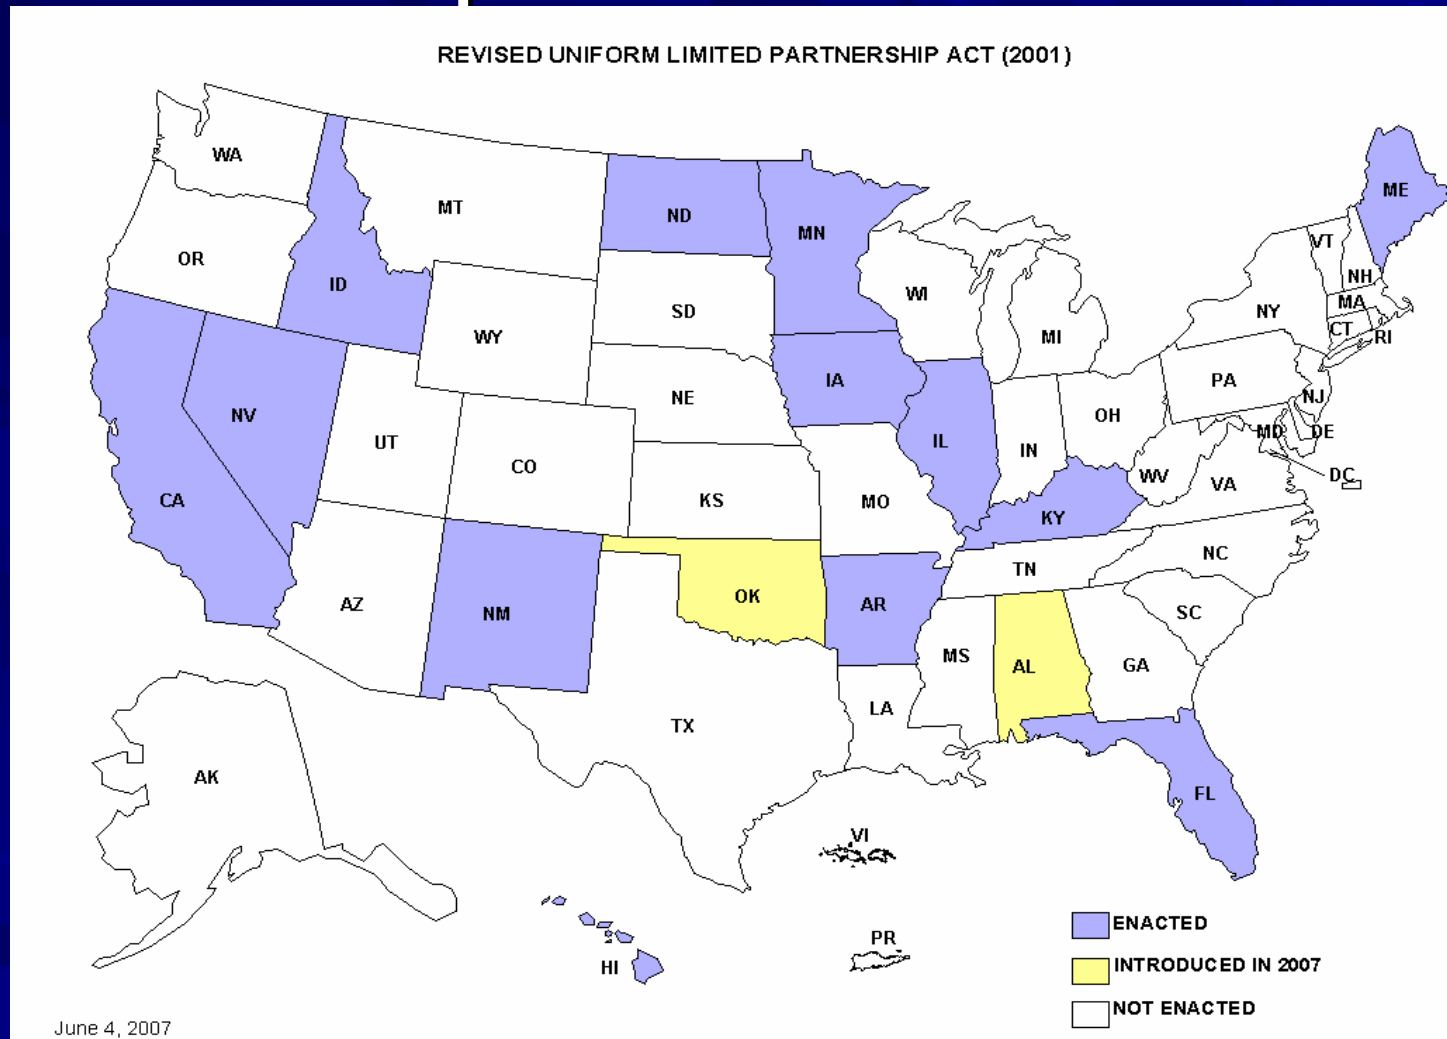 REVISED UNIFORM LIMITED PARTNERSHIP ACT (2001)
WA
MT
ND
MN
ME
OR
ID
WY
SD
WI
MI
NY
VT
NH
MA
CT
RI
CA
NV
UT
CO
NE
IA
IL
IN
OH
PA
NJ
MD
DE
DC
WV
VA
KS
MO
KY
AZ
NM
OK
AR
TN
NC
SC
TX
LA
MS
AL
GA
FL
AK
HI
VI
PR
ENACTED
INTRODUCED IN 2007
NOT ENACTED
June 4, 2007